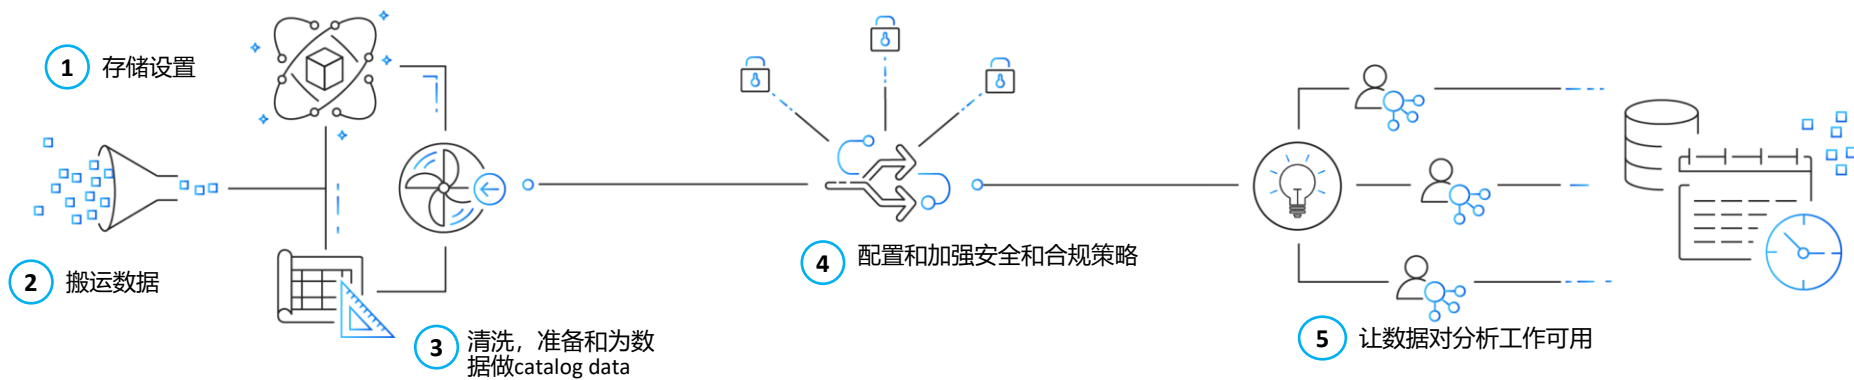 1 存储设置
2 搬运数据
3 清洗，准备和为数
据做catalog data
4 配置和加强安全和合规策略
5 让数据对分析工作可用